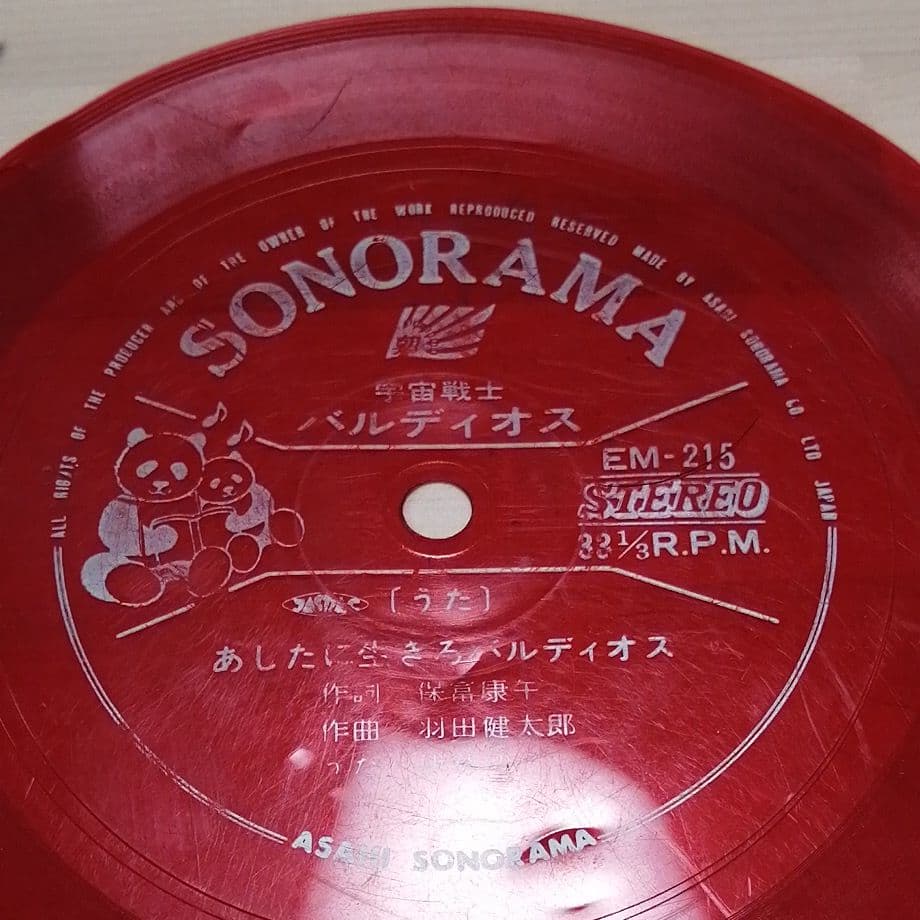 ALL RIGHTS OF THE PRODUCER AND OF THE OWNER OF THE WORK REPRODUCED RESERVED MADE BY ASAHI SONORAMA CO LTD JAPAN
SONORAMA
宇宙戦士
バルディオス
EM-215
STEREO
33⅓R.P.M.
JASRAC
〔うた〕
あしたに生きろバルディオス
作詞 保富康午
作曲 羽田健太郎
うた
ASAHI SONORAMA